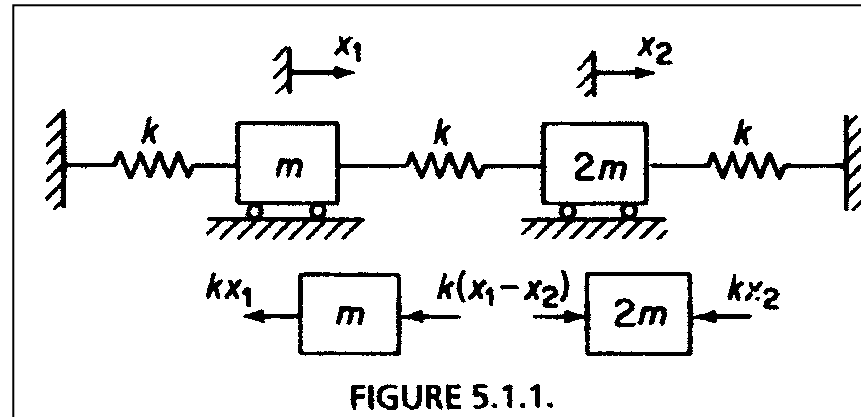 x₁ x₂
k k k
m 2m
kx₁ m k(x₁−x₂) 2m kx₂
FIGURE 5.1.1.